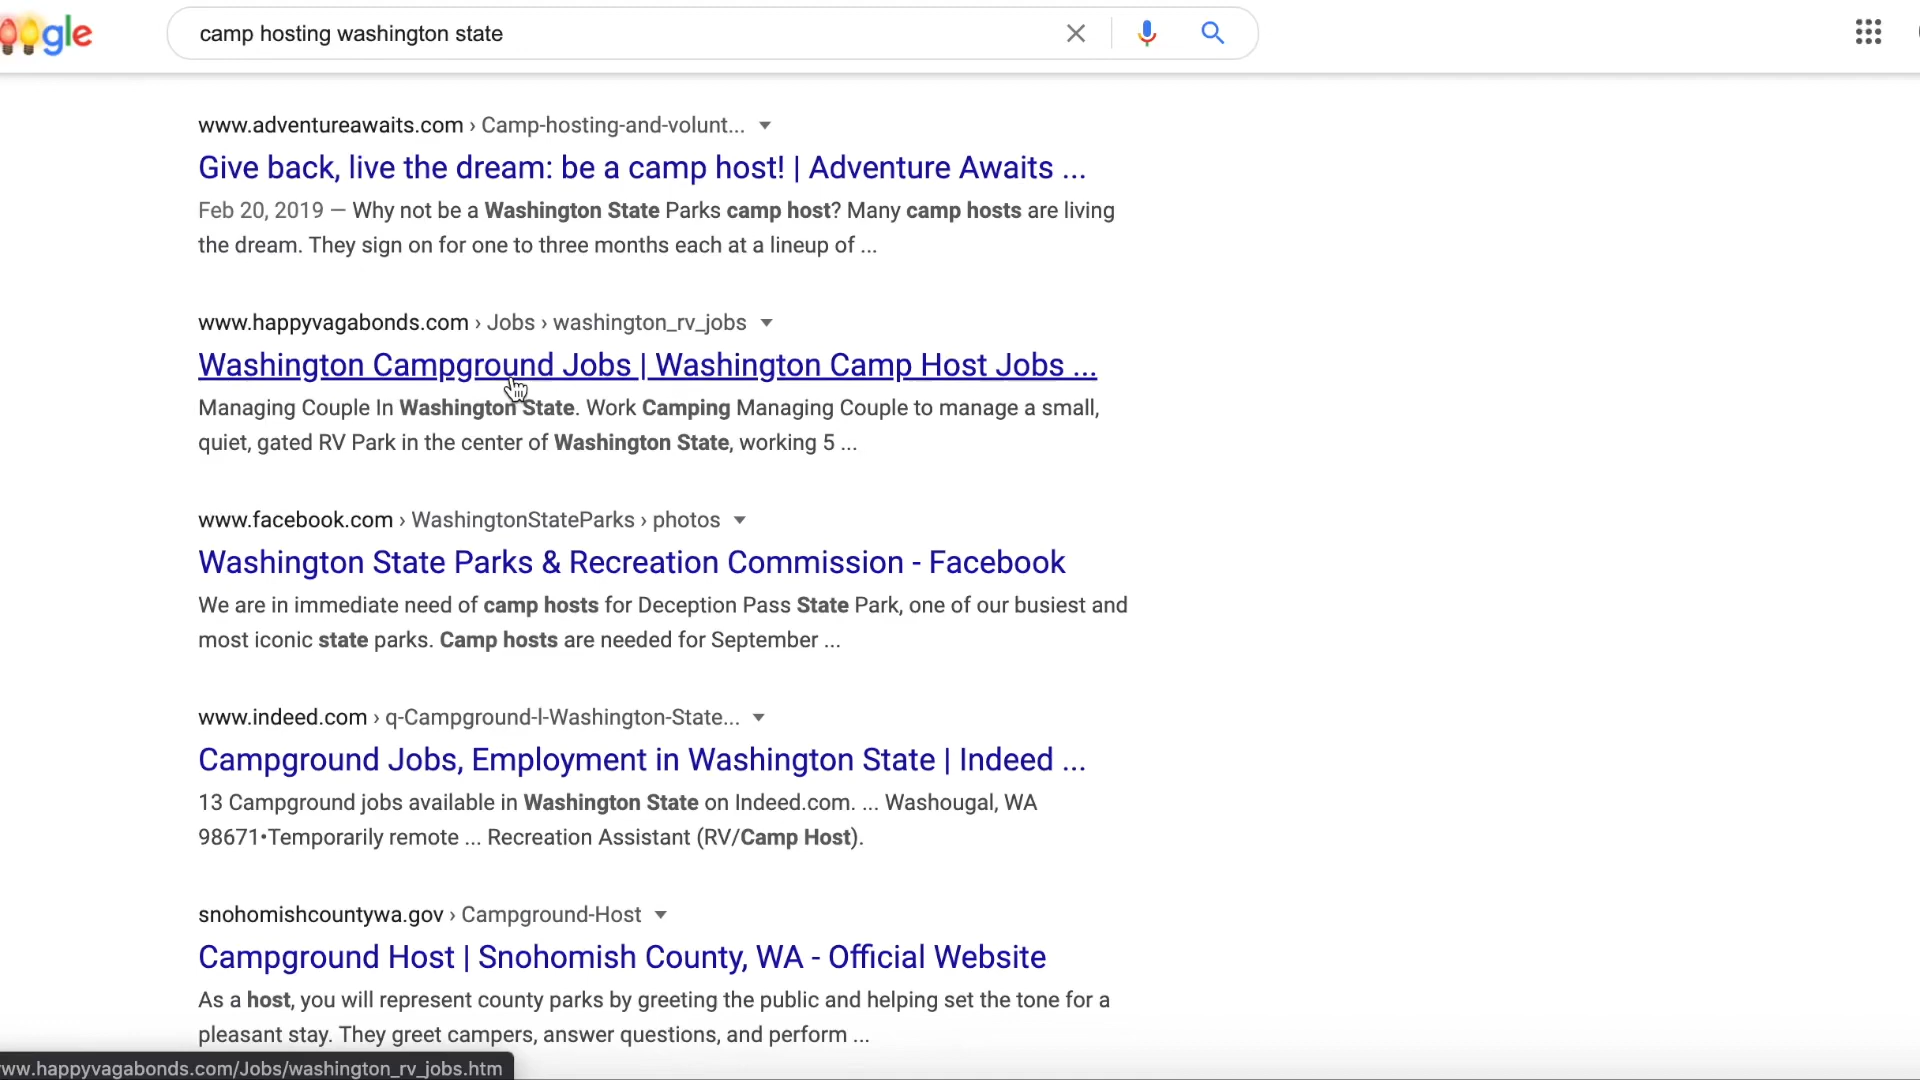 oogle
camp hosting washington state
www.adventureawaits.com › Camp-hosting-and-volunt...
Give back, live the dream: be a camp host! | Adventure Awaits ...
Feb 20, 2019 — Why not be a Washington State Parks camp host? Many camp hosts are living
the dream. They sign on for one to three months each at a lineup of ...
www.happyvagabonds.com › Jobs › washington_rv_jobs
Washington Campground Jobs | Washington Camp Host Jobs ...
Managing Couple In Washington State. Work Camping Managing Couple to manage a small,
quiet, gated RV Park in the center of Washington State, working 5 ...
www.facebook.com › WashingtonStateParks › photos
Washington State Parks & Recreation Commission - Facebook
We are in immediate need of camp hosts for Deception Pass State Park, one of our busiest and
most iconic state parks. Camp hosts are needed for September ...
www.indeed.com › q-Campground-l-Washington-State...
Campground Jobs, Employment in Washington State | Indeed ...
13 Campground jobs available in Washington State on Indeed.com. ... Washougal, WA
98671•Temporarily remote ... Recreation Assistant (RV/Camp Host).
snohomishcountywa.gov › Campground-Host
Campground Host | Snohomish County, WA - Official Website
As a host, you will represent county parks by greeting the public and helping set the tone for a
pleasant stay. They greet campers, answer questions, and perform ...
ww.happyvagabonds.com/Jobs/washington_rv_jobs.htm